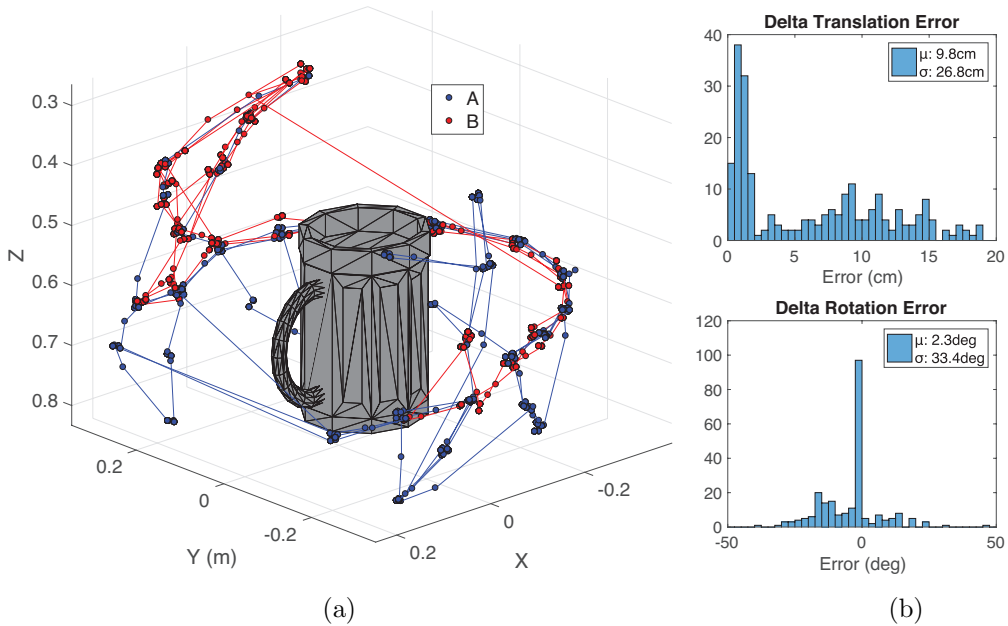 0.3
0.4
0.5
0.6
0.7
0.8
Z
0.2
0
-0.2
Y (m)
0.2
0
-0.2
X
A
B
(a)
Delta Translation Error
40
30
20
10
0
μ: 9.8cm
σ: 26.8cm
0 5 10 15 20
Error (cm)
Delta Rotation Error
120
100
80
60
40
20
0
μ: 2.3deg
σ: 33.4deg
-50 0 50
Error (deg)
(b)